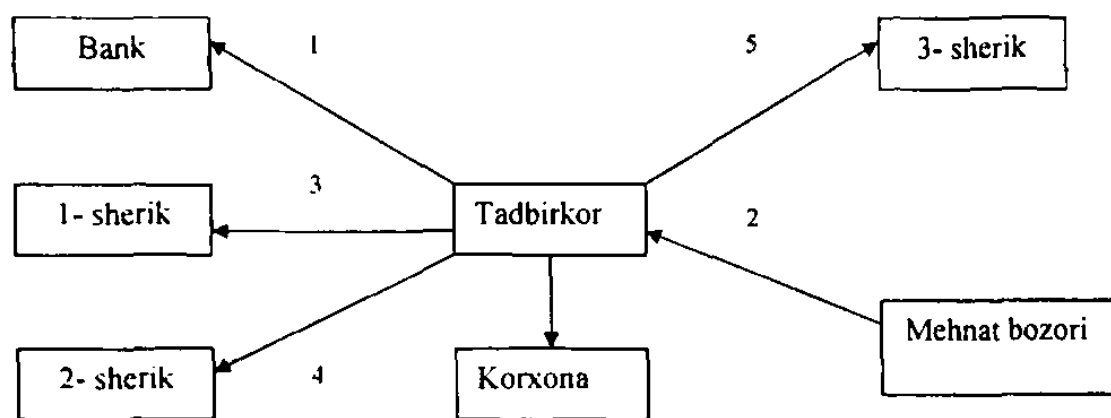 Bank
1
5
3- sherik
3
1- sherik
Tadbirkor
2
Mehnat bozori
2- sherik
4
Korxona